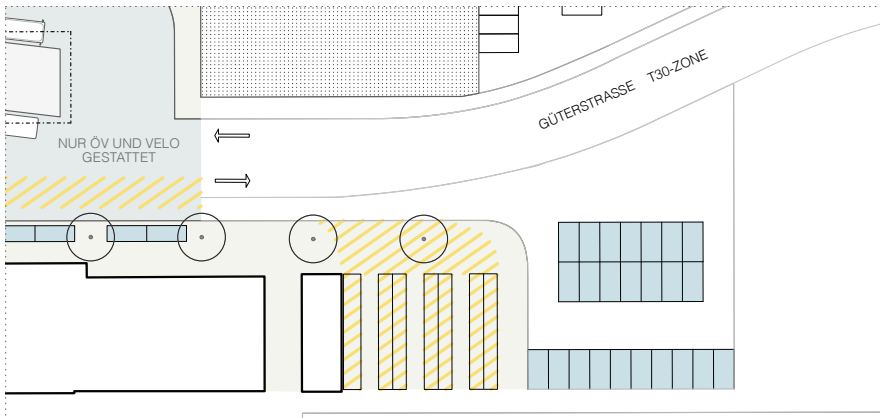 GÜTERSTRASSE T30-ZONE
NUR ÖV UND VELO
GESTATTET